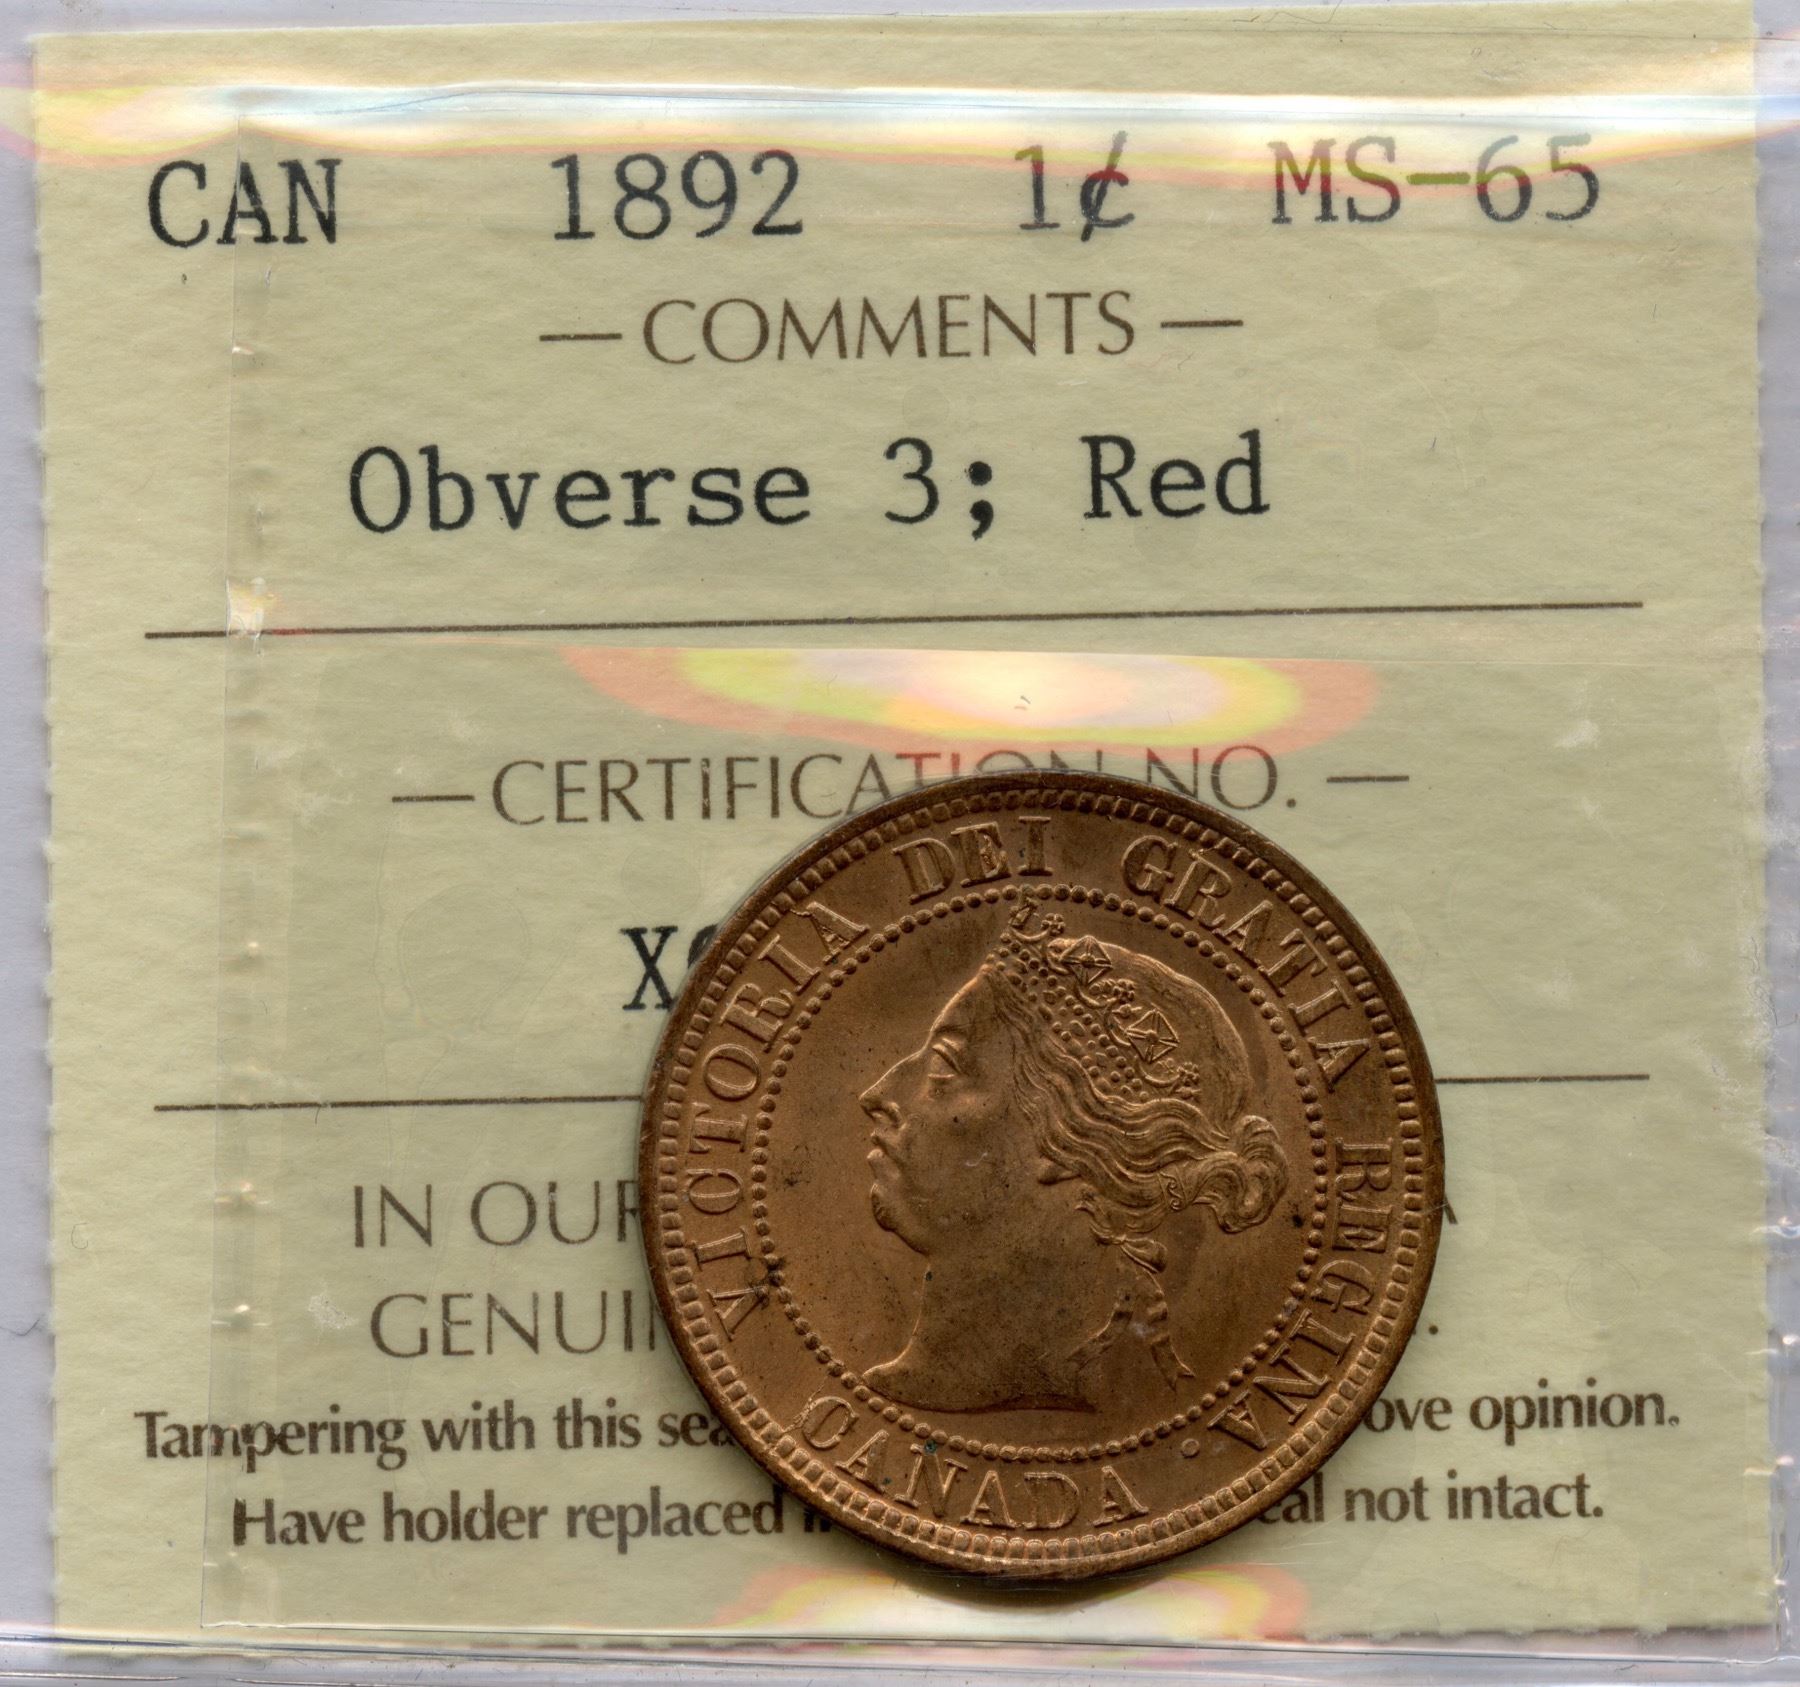 CAN 1892 1¢ MS-65
— COMMENTS —
Obverse 3; Red
— CERTIFICATION NO. —
IN OUR
GENUI
Tampering with this sea ove opinion.
Have holder replaced eal not intact.
VICTORIA DEI GRATIA REGINA.
CANADA